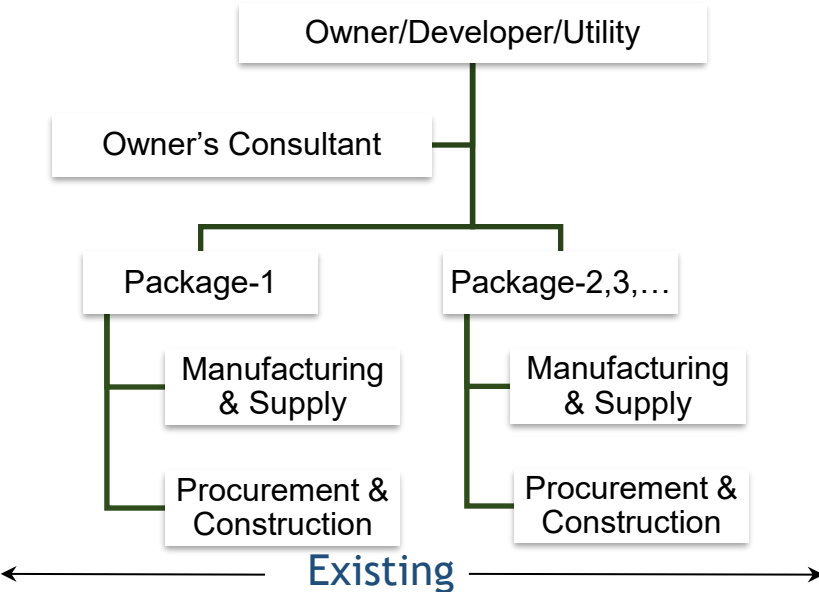 Owner/Developer/Utility
Owner’s Consultant
Package-1
Package-2,3,…
Manufacturing
& Supply
Manufacturing
& Supply
Procurement &
Construction
Procurement &
Construction
Existing